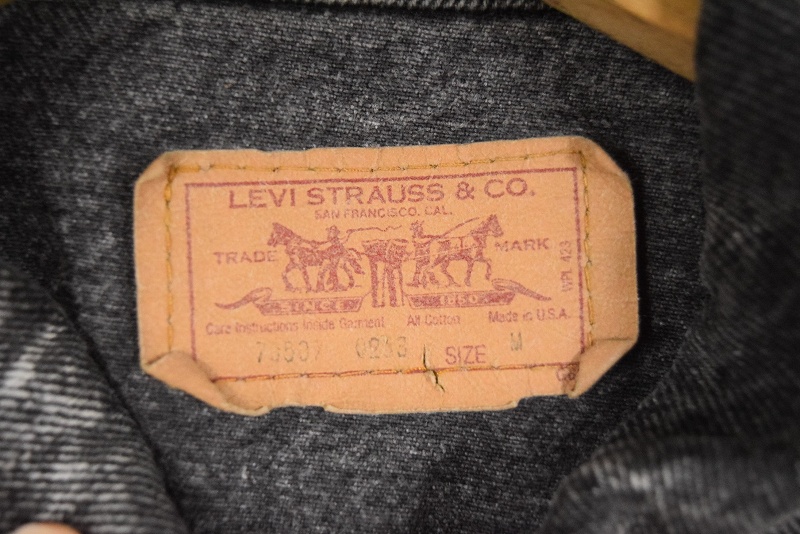 LEVI STRAUSS & CO.
SAN FRANCISCO, CAL.
TRADE MARK
WPL 423
SINCE 1850
Care Instructions Inside Garment All Cotton Made in U.S.A.
SIZE M